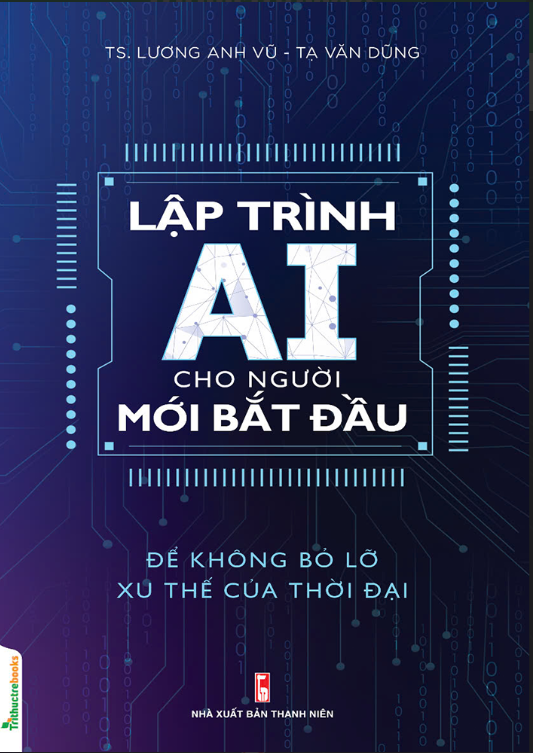 TS. LƯƠNG ANH VŨ - TẠ VĂN DŨNG
LẬP TRÌNH
AI
CHO NGƯỜI
MỚI BẮT ĐẦU
ĐỂ KHÔNG BỎ LỠ
XU THẾ CỦA THỜI ĐẠI
NHÀ XUẤT BẢN THANH NIÊN
Trithuctrebooks